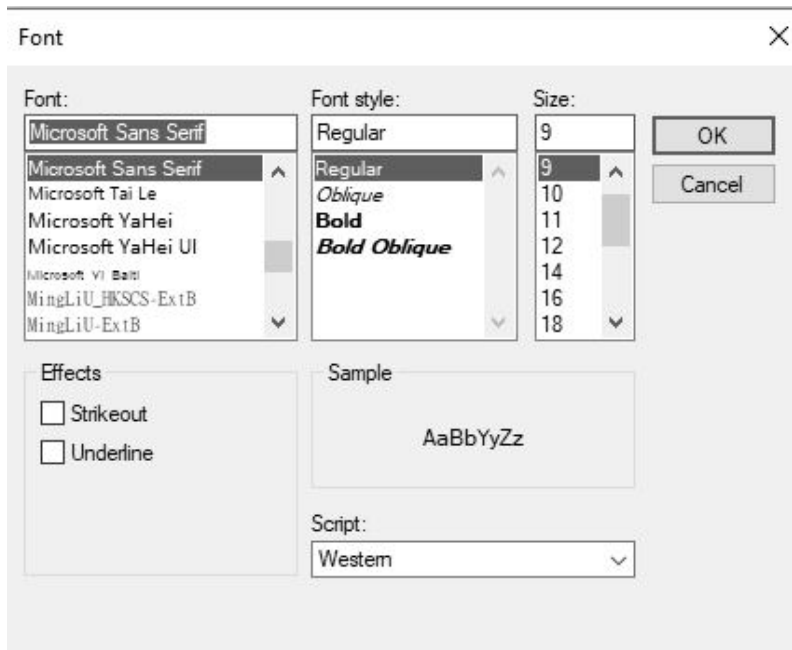 Font
Font: Font style: Size:
Microsoft Sans Serif Regular 9 OK
Microsoft Sans Serif Regular 9
Cancel
Microsoft Tai Le Oblique 10
Microsoft YaHei Bold 11
Microsoft YaHei UI Bold Oblique 12
Microsoft Yi Baiti 14
MingLiU_HKSCS-ExtB 16
MingLiU-ExtB 18
Effects Sample
Strikeout
AaBbYyZz
Underline
Script:
Western